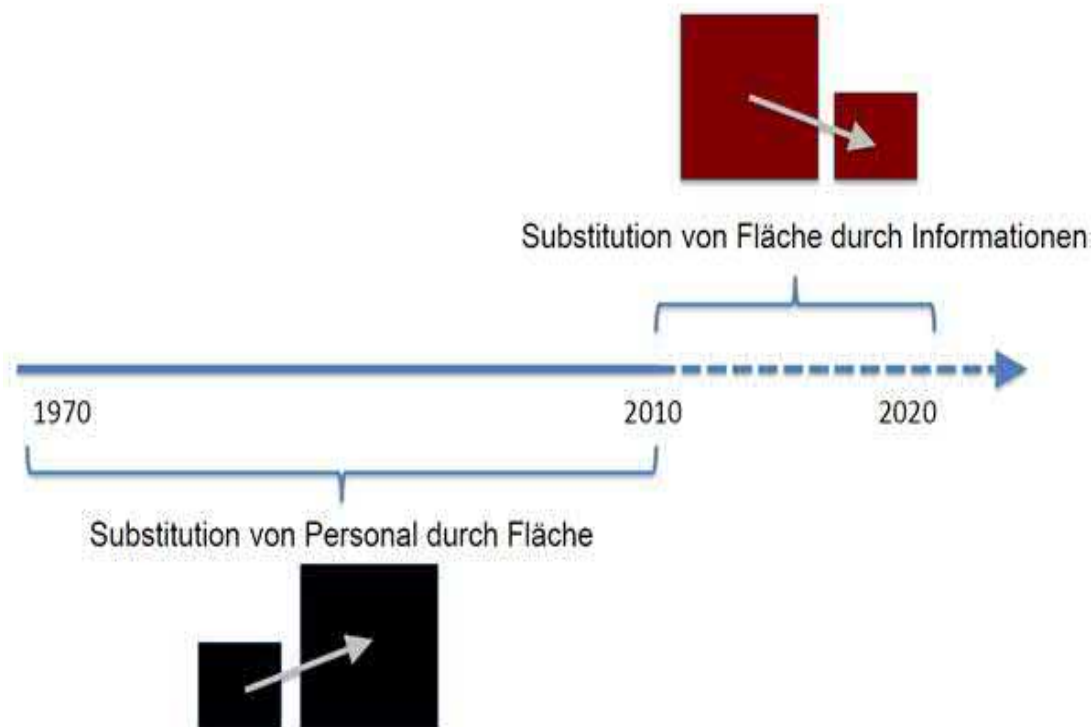 Substitution von Fläche durch Informationen
1970
2010
2020
Substitution von Personal durch Fläche